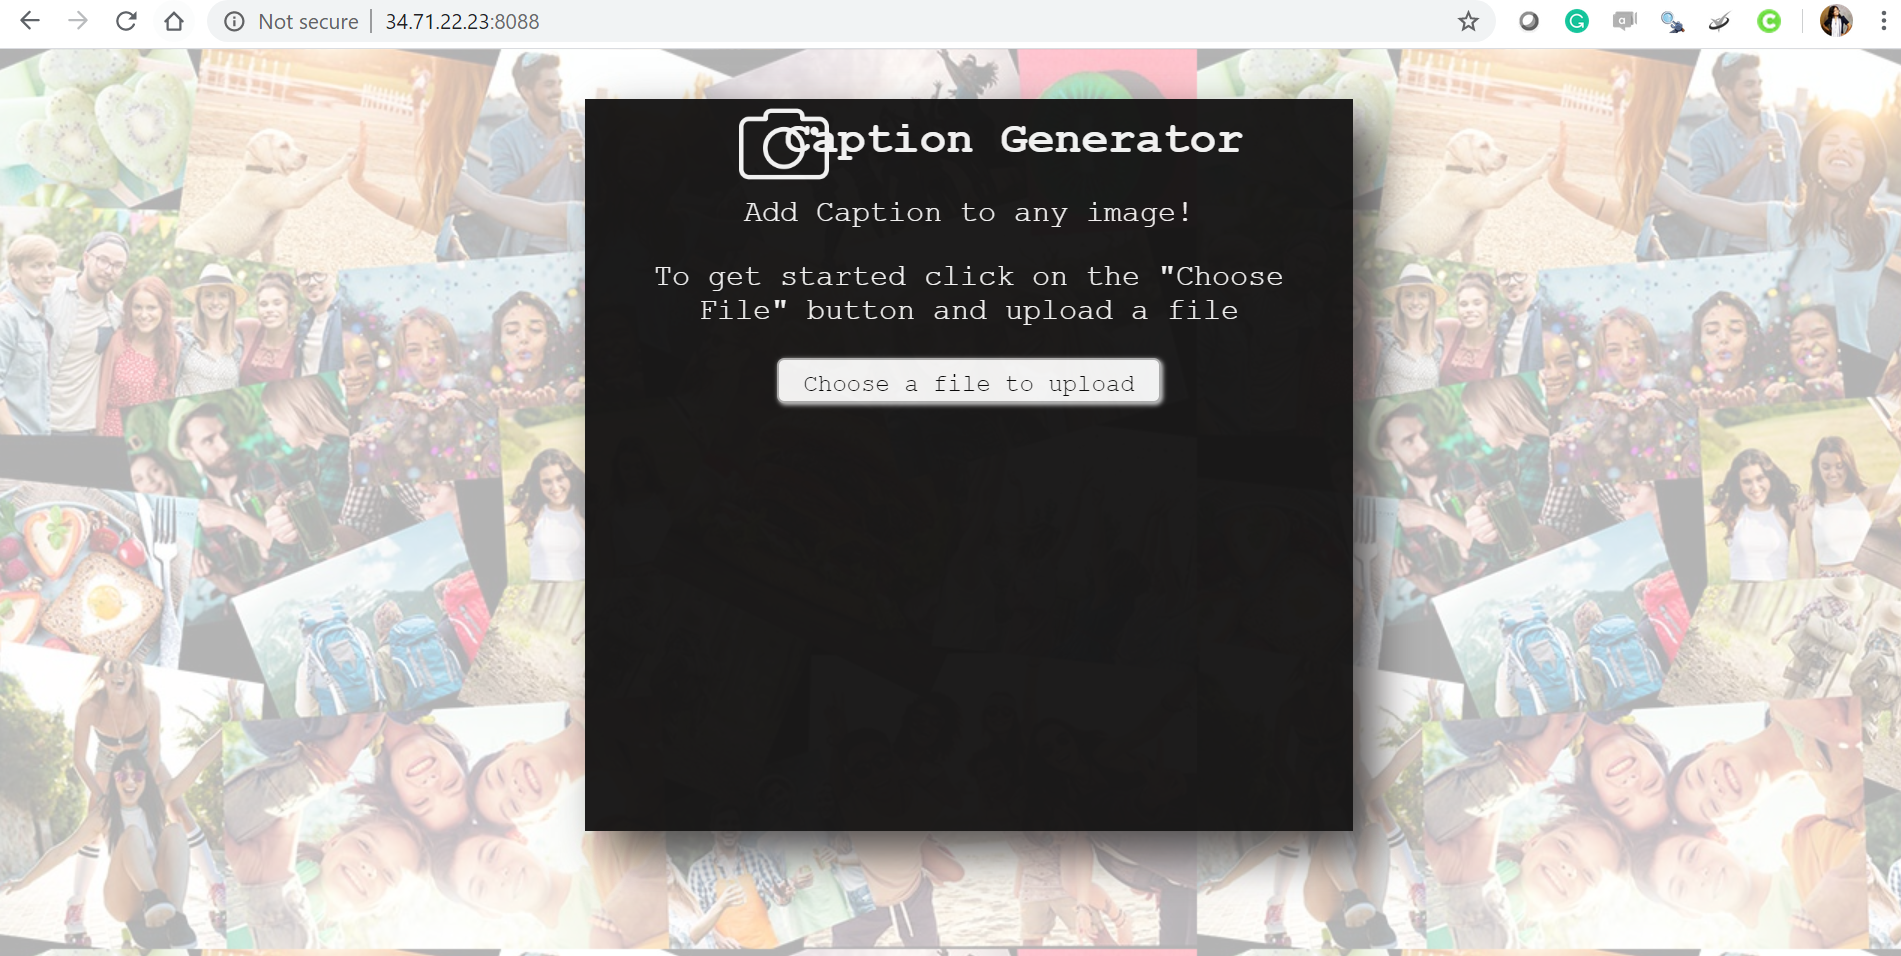 Not secure | 34.71.22.23:8088
Caption Generator
Add Caption to any image!
To get started click on the "Choose
File" button and upload a file
Choose a file to upload